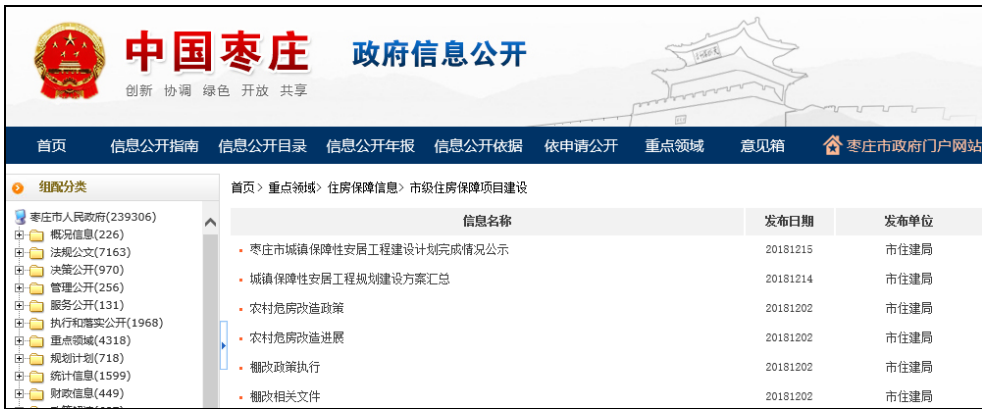 中国枣庄 政府信息公开
创新 协调 绿色 开放 共享
首页 信息公开指南 信息公开目录 信息公开年报 信息公开依据 依申请公开 重点领域 意见箱 枣庄市政府门户网站
组配分类
首页> 重点领域> 住房保障信息> 市级住房保障项目建设
枣庄市人民政府(239306)
概况信息(226)
法规公文(7163)
决策公开(970)
管理公开(256)
服务公开(131)
执行和落实公开(1968)
重点领域(4318)
规划计划(718)
统计信息(1599)
财政信息(449)
信息名称 发布日期 发布单位
枣庄市城镇保障性安居工程建设计划完成情况公示 20181215 市住建局
城镇保障性安居工程规划建设方案汇总 20181214 市住建局
农村危房改造政策 20181202 市住建局
农村危房改造进展 20181202 市住建局
棚改政策执行 20181202 市住建局
棚改相关文件 20181202 市住建局